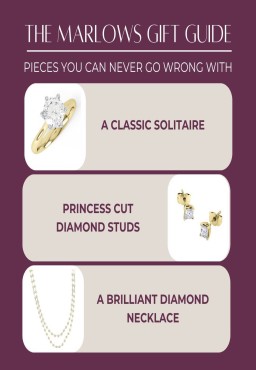 THE MARLOWS GIFT GUIDE
PIECES YOU CAN NEVER GO WRONG WITH
A CLASSIC SOLITAIRE
PRINCESS CUT
DIAMOND STUDS
A BRILLIANT DIAMOND
NECKLACE